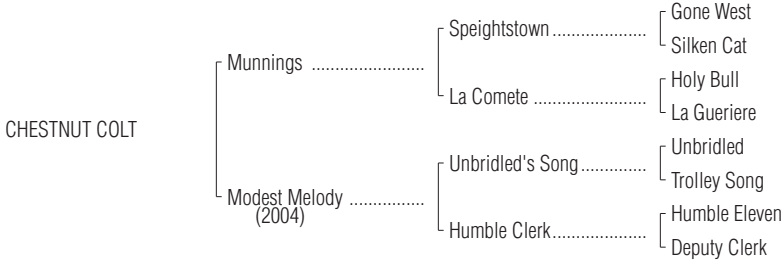 Gone West
Speightstown ....................
Silken Cat
Munnings ........................
Holy Bull
La Comete ........................
La Gueriere
CHESTNUT COLT
Unbridled
Unbridled's Song..............
Trolley Song
Modest Melody ................
(2004)
Humble Eleven
Humble Clerk....................
Deputy Clerk